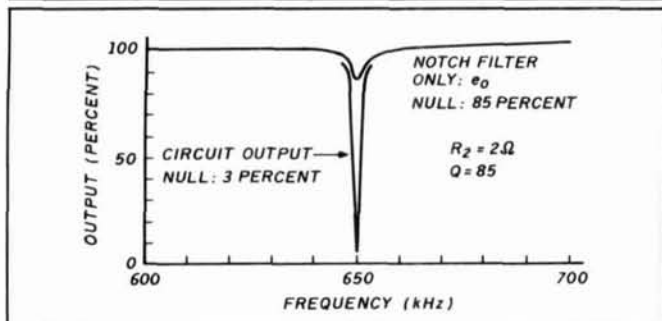 OUTPUT (PERCENT)
100
50
0
NOTCH FILTER
ONLY: eo
NULL: 85 PERCENT
CIRCUIT OUTPUT
NULL: 3 PERCENT
R2 = 2Ω
Q = 85
600
650
700
FREQUENCY (kHz)